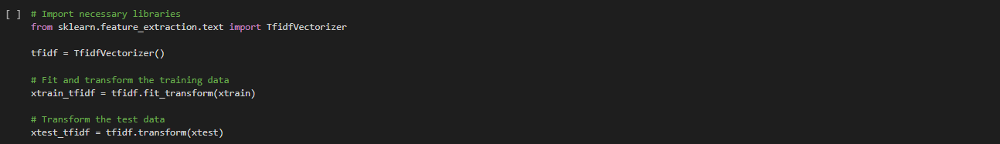 [ ] # Import necessary libraries
from sklearn.feature_extraction.text import TfidfVectorizer
tfidf = TfidfVectorizer()
# Fit and transform the training data
xtrain_tfidf = tfidf.fit_transform(xtrain)
# Transform the test data
xtest_tfidf = tfidf.transform(xtest)